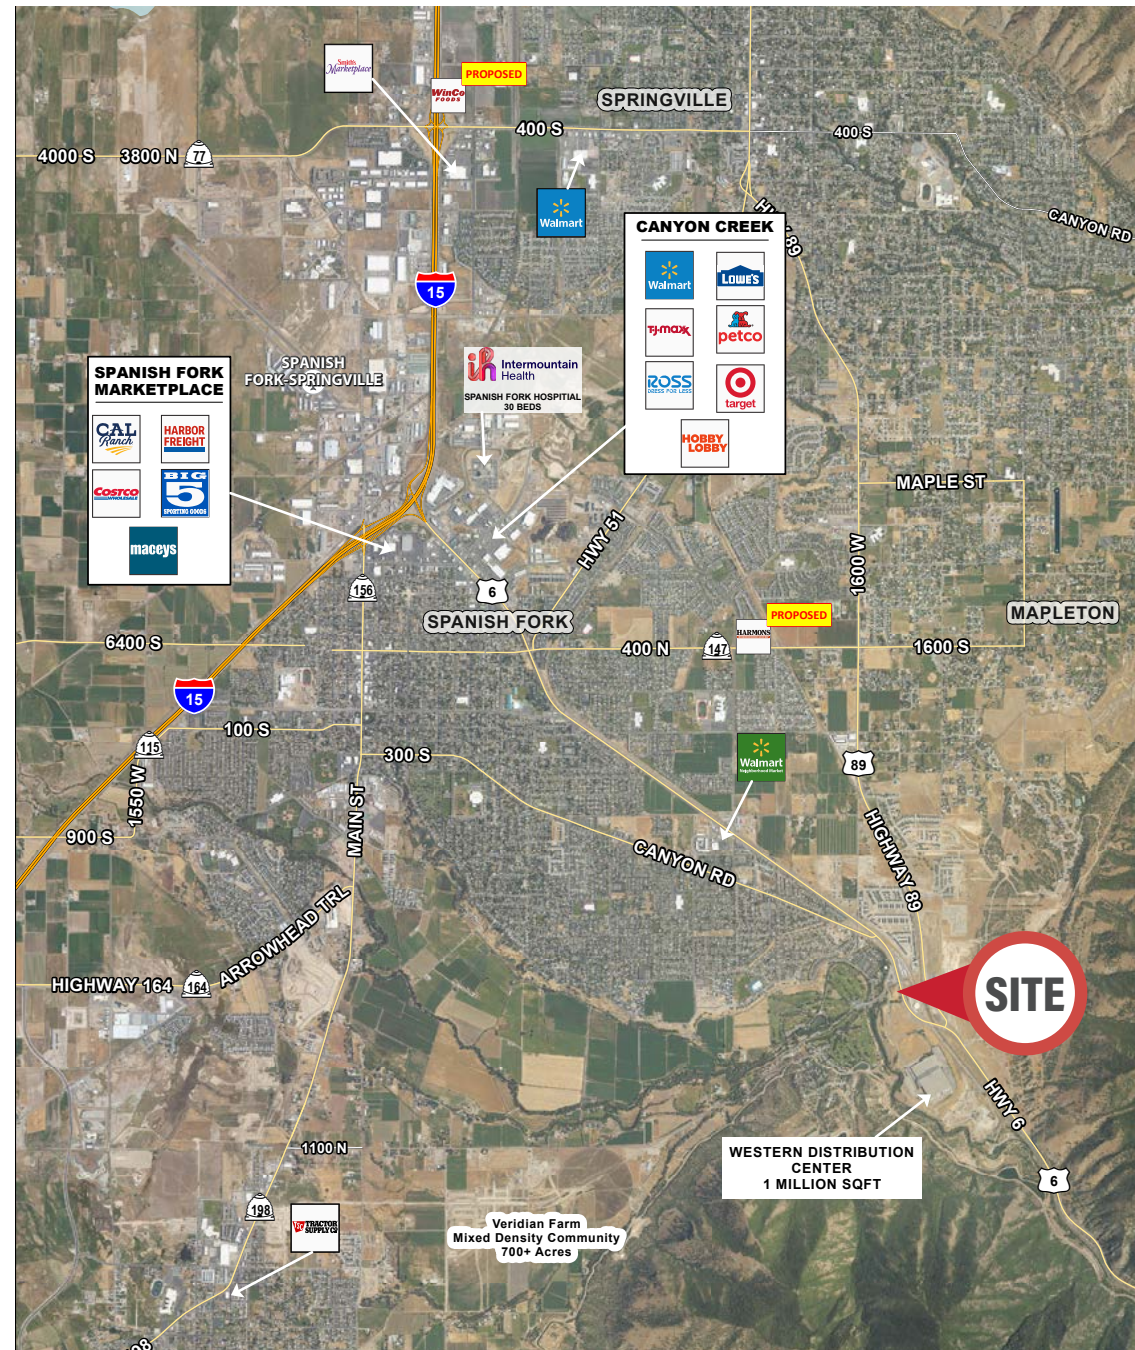 Smith's
Marketplace
PROPOSED
WinCo
FOODS
SPRINGVILLE
400 S
400 S
4000 S
3800 N
77
CANYON RD
Walmart
HWY 89
CANYON CREEK
Walmart
LOWE'S
T·J·maxx
petco
ROSS
DRESS FOR LESS
target
HOBBY
LOBBY
15
SPANISH
FORK-SPRINGVILLE
Intermountain
Health
SPANISH FORK HOSPITIAL
30 BEDS
SPANISH FORK
MARKETPLACE
CAL
Ranch
HARBOR
FREIGHT
COSTCO
WHOLESALE
BIG
5
SPORTING GOODS
maceys
MAPLE ST
HWY 51
1600 W
156
6
SPANISH FORK
PROPOSED
HARMONS
MAPLETON
6400 S
400 N
147
1600 S
15
100 S
115
300 S
Walmart
Neighborhood Market
89
1550 W
MAIN ST
900 S
CANYON RD
HIGHWAY 89
ARROWHEAD TRL
HIGHWAY 164
164
SITE
HWY 6
1100 N
WESTERN DISTRIBUTION
CENTER
1 MILLION SQFT
6
198
TRACTOR
SUPPLY CO
Veridian Farm
Mixed Density Community
700+ Acres